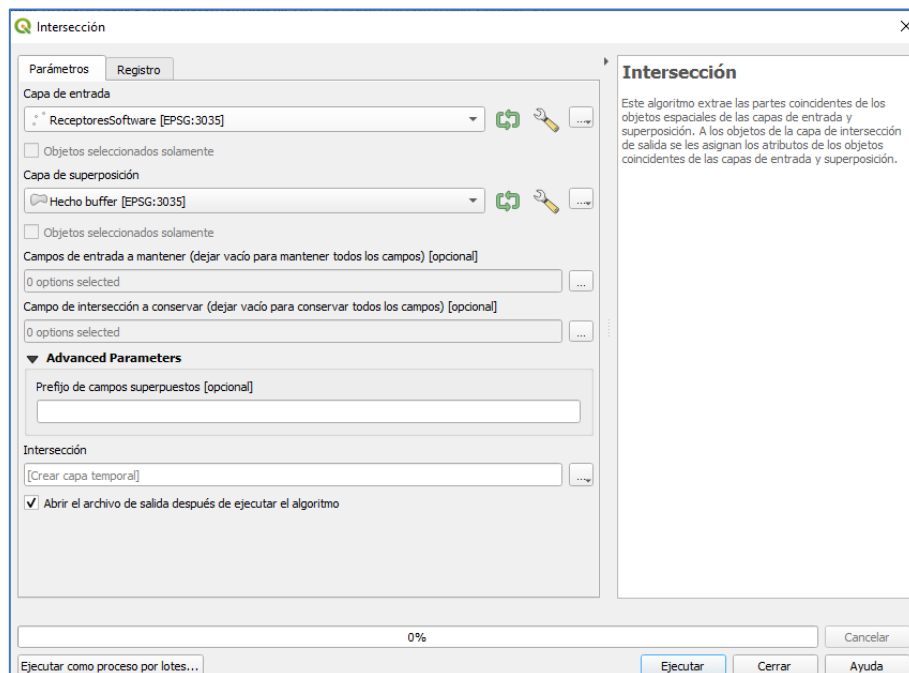 Intersección
Parámetros
Registro
Capa de entrada
ReceptoresSoftware [EPSG:3035]
Objetos seleccionados solamente
Capa de superposición
Hecho buffer [EPSG:3035]
Objetos seleccionados solamente
Campos de entrada a mantener (dejar vacío para mantener todos los campos) [opcional]
0 options selected
Campo de intersección a conservar (dejar vacío para conservar todos los campos) [opcional]
0 options selected
Advanced Parameters
Prefijo de campos superpuestos [opcional]
Intersección
[Crear capa temporal]
Abrir el archivo de salida después de ejecutar el algoritmo
Intersección
Este algoritmo extrae las partes coincidentes de los
objetos espaciales de las capas de entrada y
superposición. A los objetos de la capa de intersección
de salida se les asignan los atributos de los objetos
coincidentes de las capas de entrada y superposición.
0%
Cancelar
Ejecutar como proceso por lotes...
Ejecutar
Cerrar
Ayuda